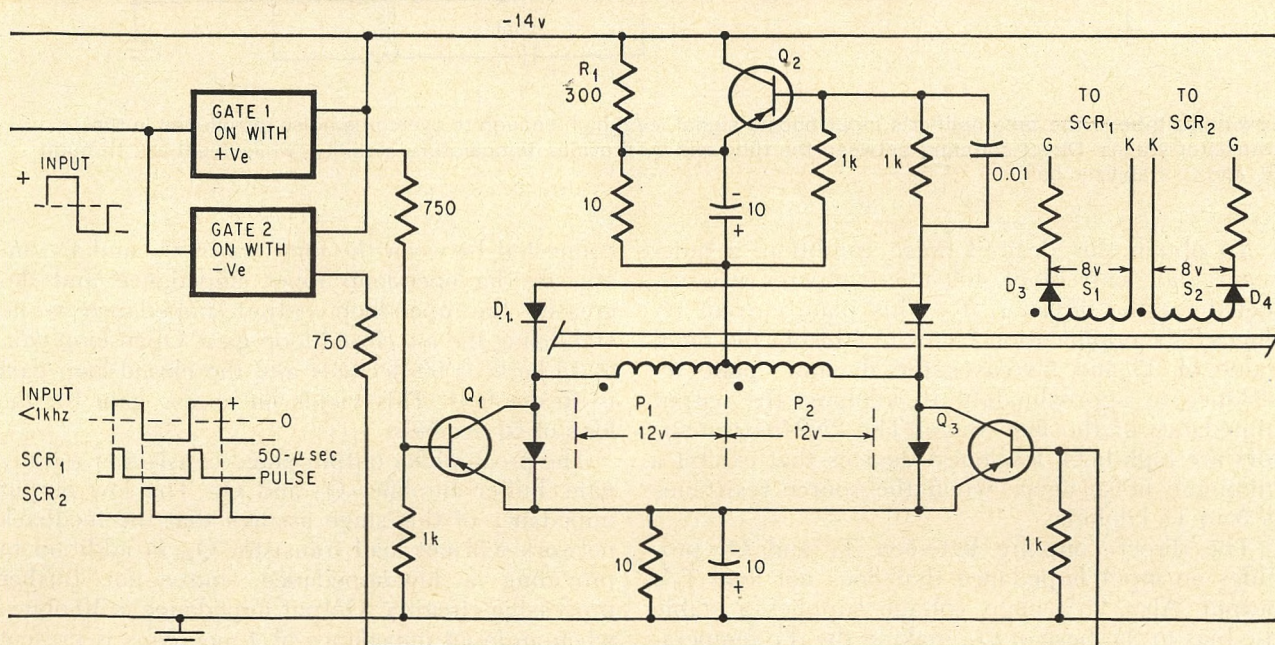 -14v
GATE 1
ON WITH
+Ve
INPUT
+
-
GATE 2
ON WITH
-Ve
750
750
R1
300
10
- 10 +
Q2
1k
1k
0.01
TO
SCR1
TO
SCR2
G
K
K
G
D3
8v
S1
8v
S2
D4
D1
Q1
P1
12v
P2
12v
Q3
INPUT
<1khz
+
0
-
SCR1
50-μsec
PULSE
SCR2
1k
10
- 10 +
1k